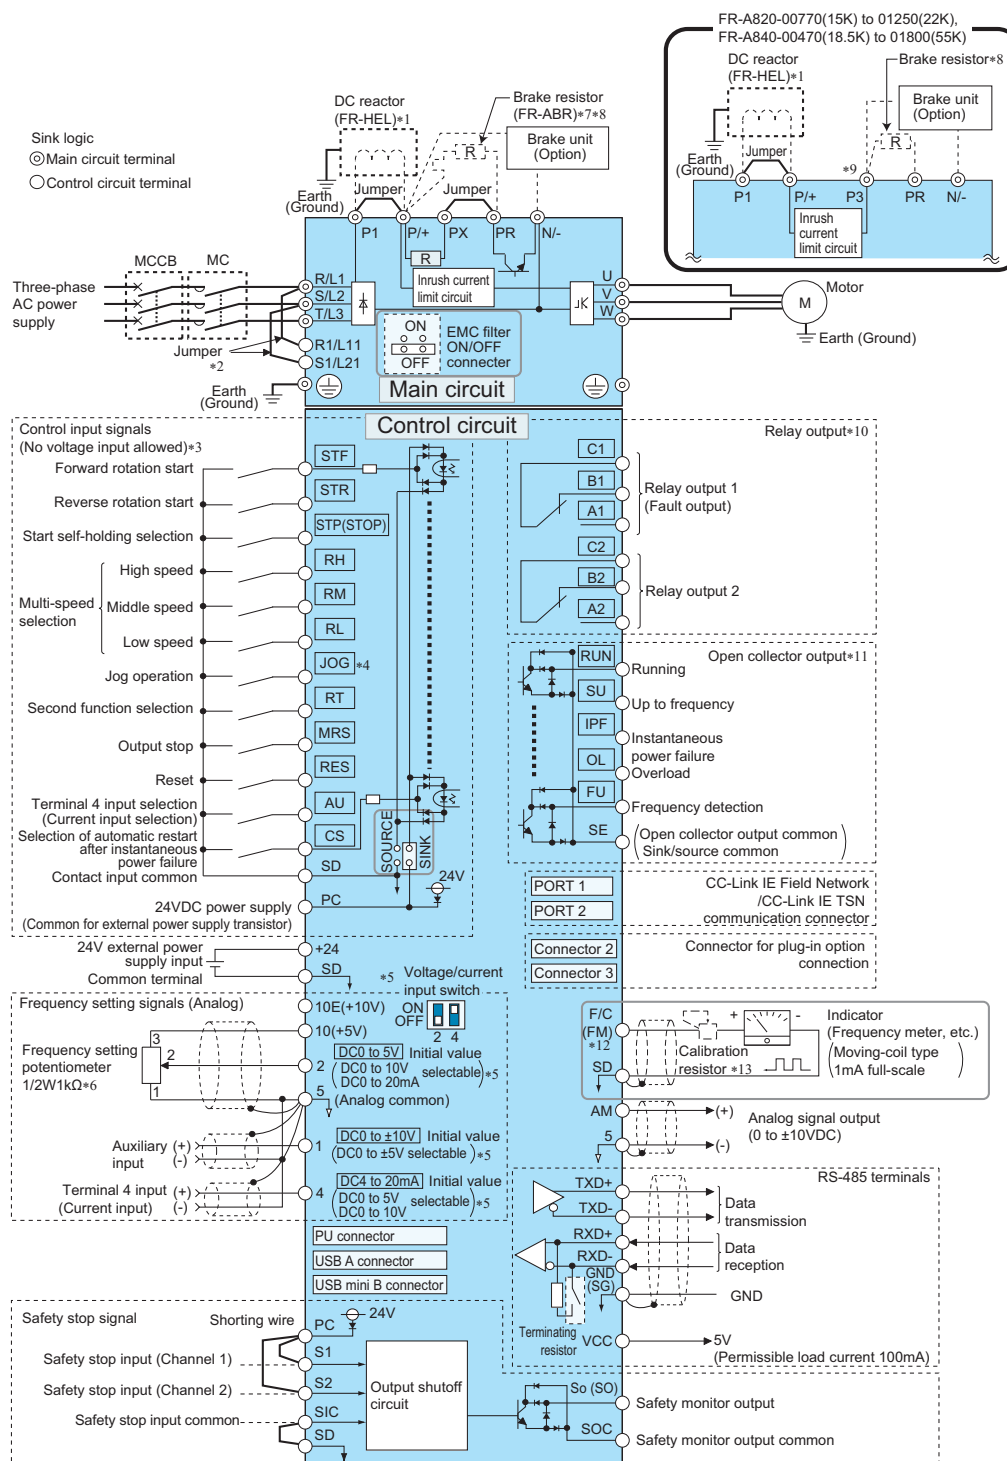 FR-A820-00770(15K) to 01250(22K),
FR-A840-00470(18.5K) to 01800(55K)
DC reactor
(FR-HEL)*1
Brake resistor*8
Brake unit
(Option)
R
Earth
(Ground)
Jumper
*9
P1
P/+
P3
PR
N/-
Inrush
current
limit circuit
Sink logic
Main circuit terminal
Control circuit terminal
DC reactor
(FR-HEL)*1
Brake resistor
(FR-ABR)*7*8
Brake unit
(Option)
R
Earth
(Ground)
Jumper
Jumper
P1
P/+
PX
PR
N/-
R
Inrush current
limit circuit
MCCB
MC
Three-phase
AC power
supply
R/L1
S/L2
T/L3
R1/L11
S1/L21
Jumper
*2
Earth
(Ground)
ON
OFF
EMC filter
ON/OFF
connecter
U
V
W
Motor
M
Earth (Ground)
Main circuit
Control circuit
Control input signals
(No voltage input allowed)*3
Forward rotation start
STF
Reverse rotation start
STR
Start self-holding selection
STP(STOP)
Multi-speed
selection
High speed
RH
Middle speed
RM
Low speed
RL
Jog operation
JOG *4
Second function selection
RT
Output stop
MRS
Reset
RES
Terminal 4 input selection
(Current input selection)
AU
Selection of automatic restart
after instantaneous
power failure
CS
Contact input common
SD
SOURCE
SINK
24V
24VDC power supply
(Common for external power supply transistor)
PC
24V external power
supply input
+24
Common terminal
SD
Relay output*10
C1
B1
A1
Relay output 1
(Fault output)
C2
B2
A2
Relay output 2
Open collector output*11
RUN
Running
SU
Up to frequency
IPF
Instantaneous
power failure
OL
Overload
FU
Frequency detection
SE
(Open collector output common
Sink/source common)
PORT 1
PORT 2
CC-Link IE Field Network
/CC-Link IE TSN
communication connector
Connector 2
Connector 3
Connector for plug-in option
connection
*5 Voltage/current
input switch
ON
OFF
2 4
Frequency setting signals (Analog)
10E(+10V)
10(+5V)
Frequency setting
potentiometer
1/2W1kΩ*6
3
2
1
2
DC0 to 5V Initial value
(DC0 to 10V
DC0 to 20mA selectable)*5
5
(Analog common)
Auxiliary
input
(+)
(-)
1
DC0 to ±10V Initial value
(DC0 to ±5V selectable)*5
Terminal 4 input
(Current input)
(+)
(-)
4
DC4 to 20mA Initial value
(DC0 to 5V
DC0 to 10V selectable)*5
F/C
(FM)
*12
SD
Calibration
resistor *13
+
-
Indicator
(Frequency meter, etc.)
(Moving-coil type
1mA full-scale)
AM
5
(+)
(-)
Analog signal output
(0 to ±10VDC)
RS-485 terminals
TXD+
TXD-
Data
transmission
RXD+
RXD-
Data
reception
GND
(SG)
GND
Terminating
resistor
VCC
5V
(Permissible load current 100mA)
PU connector
USB A connector
USB mini B connector
Safety stop signal
Shorting wire
PC
24V
Safety stop input (Channel 1)
S1
Safety stop input (Channel 2)
S2
Safety stop input common
SIC
SD
Output shutoff
circuit
So (SO)
Safety monitor output
SOC
Safety monitor output common